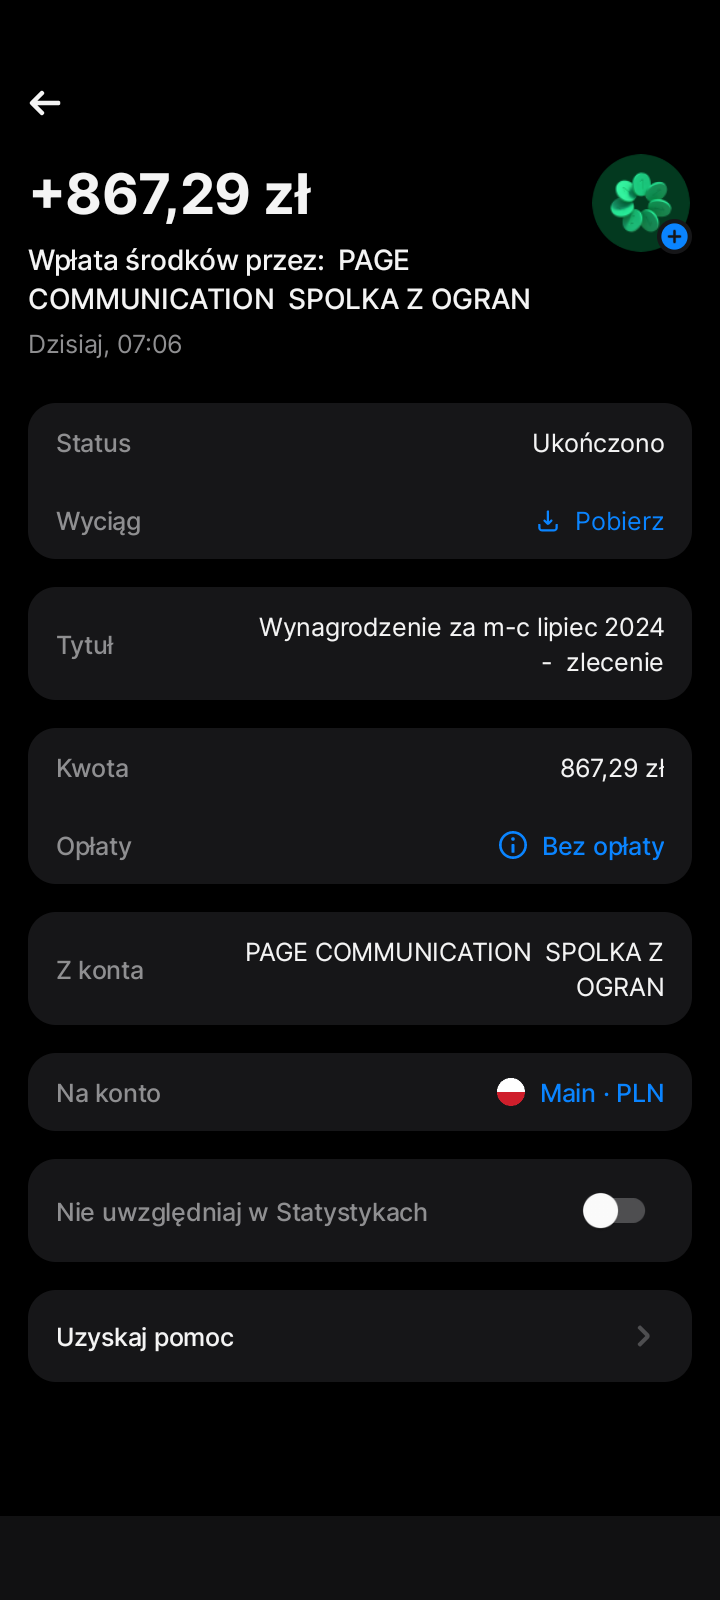 +867,29 zł
Wpłata środków przez:  PAGE
COMMUNICATION  SPOLKA Z OGRAN
Dzisiaj, 07:06
Status
Ukończono
Wyciąg
Pobierz
Tytuł
Wynagrodzenie za m-c lipiec 2024
-  zlecenie
Kwota
867,29 zł
Opłaty
Bez opłaty
Z konta
PAGE COMMUNICATION  SPOLKA Z
OGRAN
Na konto
Main · PLN
Nie uwzględniaj w Statystykach
Uzyskaj pomoc